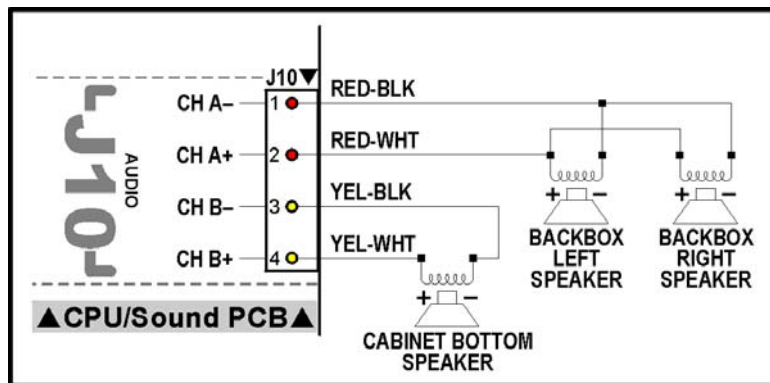 J10▼
J10
AUDIO
CH A– 1 RED-BLK
CH A+ 2 RED-WHT
CH B– 3 YEL-BLK
CH B+ 4 YEL-WHT
+ –
BACKBOX
LEFT
SPEAKER
+ –
BACKBOX
RIGHT
SPEAKER
+ –
CABINET BOTTOM
SPEAKER
▲CPU/Sound PCB▲